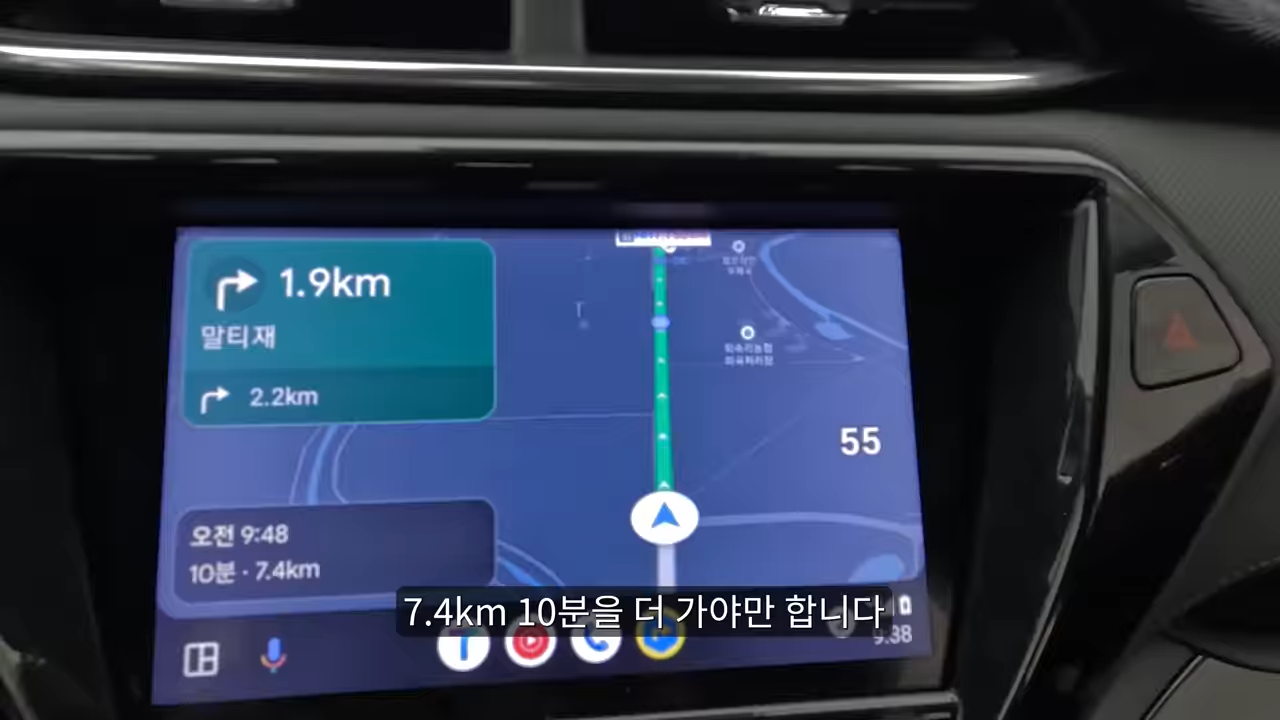 1.9km
말티재
2.2km
55
오전 9:48
10분 · 7.4km
7.4km 10분을 더 가야만 합니다
9:38